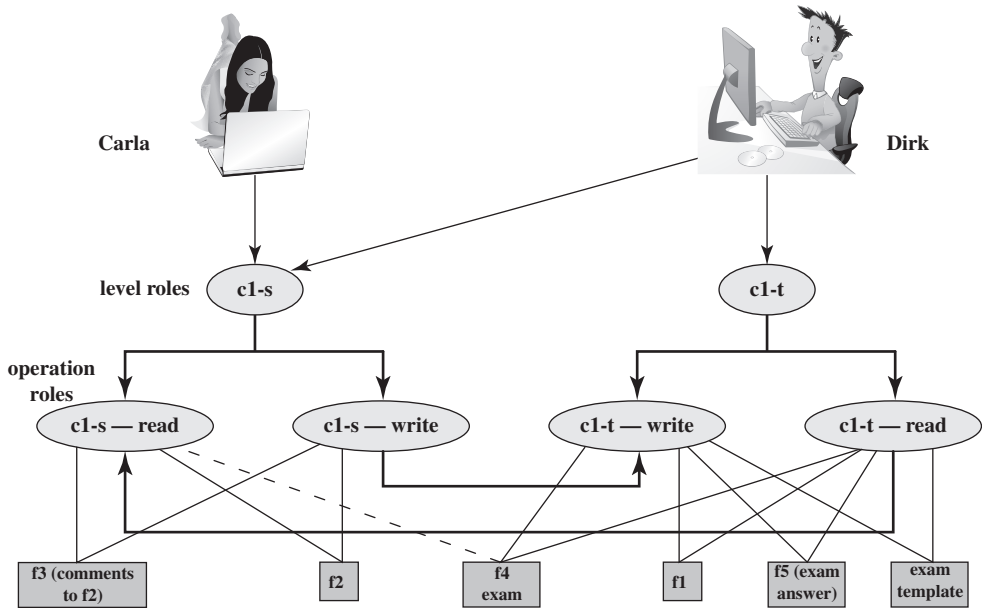 Carla
Dirk
level roles
c1-s
c1-t
operation
roles
c1-s — read
c1-s — write
c1-t — write
c1-t — read
f3 (comments
to f2)
f2
f4
exam
f1
f5 (exam
answer)
exam
template